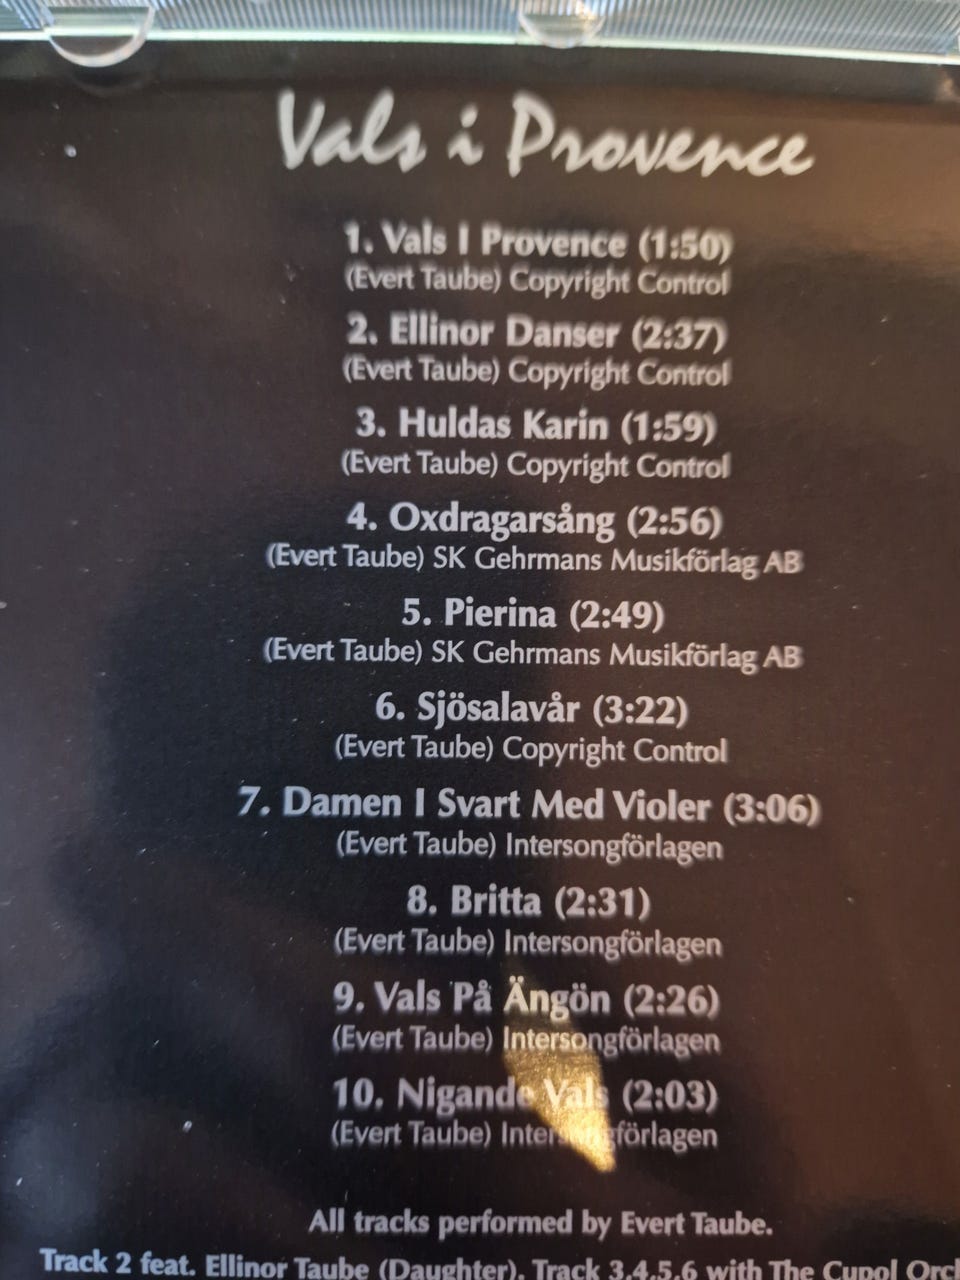 Vals i Provence
1. Vals I Provence (1:50)
(Evert Taube) Copyright Control
2. Ellinor Danser (2:37)
(Evert Taube) Copyright Control
3. Huldas Karin (1:59)
(Evert Taube) Copyright Control
4. Oxdragarsång (2:56)
(Evert Taube) SK Gehrmans Musikförlag AB
5. Pierina (2:49)
(Evert Taube) SK Gehrmans Musikförlag AB
6. Sjösalavår (3:22)
(Evert Taube) Copyright Control
7. Damen I Svart Med Violer (3:06)
(Evert Taube) Intersongförlagen
8. Britta (2:31)
(Evert Taube) Intersongförlagen
9. Vals På Ängön (2:26)
(Evert Taube) Intersongförlagen
10. Nigande Vals (2:03)
(Evert Taube) Intersongförlagen
All tracks performed by Evert Taube.
Track 2 feat. Ellinor Taube (Daughter). Track 3,4,5,6 with The Cupol